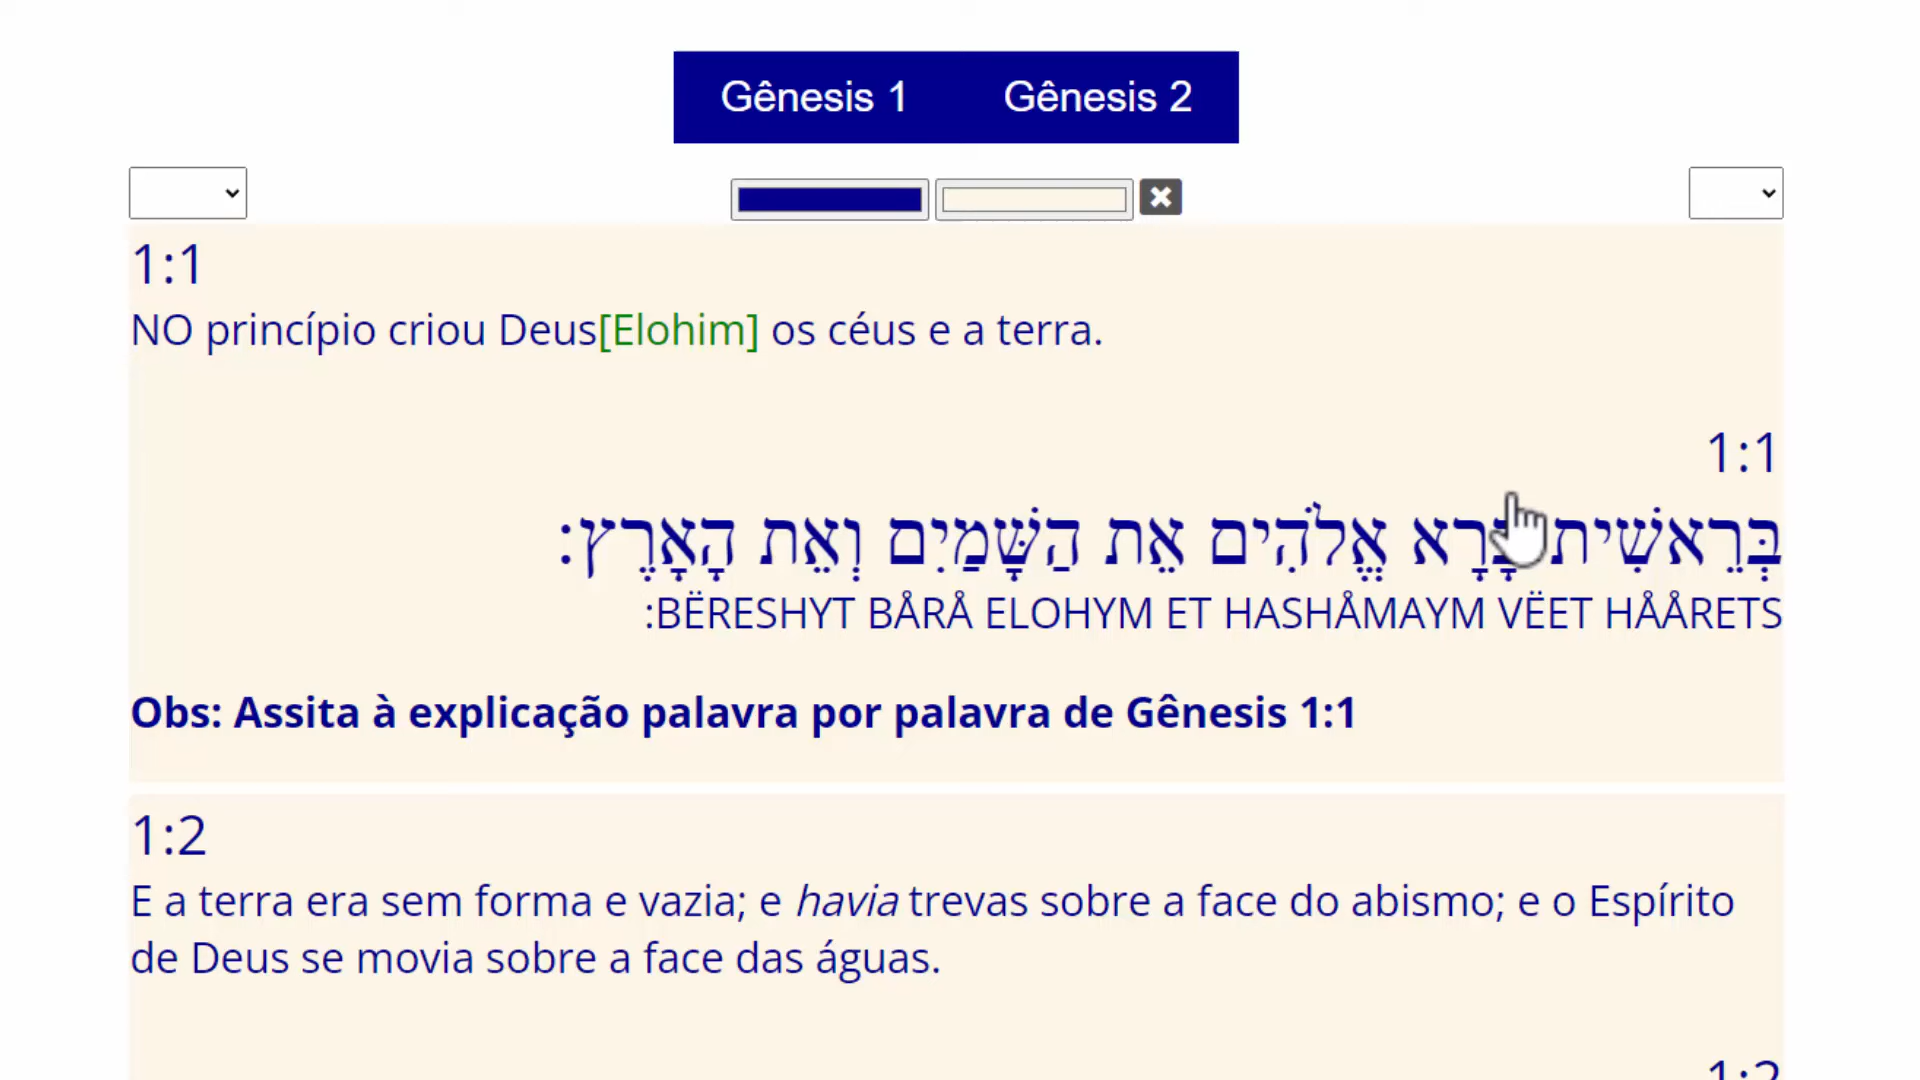 Gênesis 1 Gênesis 2
1:1
NO princípio criou Deus[Elohim] os céus e a terra.
1:1
בְּרֵאשִׁית בָּרָא אֱלֹהִים אֵת הַשָּׁמַיִם וְאֵת הָאָרֶץ׃
:BËRESHYT BÅRÅ ELOHYM ET HASHÅMAYM VËET HÅÅRETS
Obs: Assita à explicação palavra por palavra de Gênesis 1:1
1:2
E a terra era sem forma e vazia; e havia trevas sobre a face do abismo; e o Espírito
de Deus se movia sobre a face das águas.
1:2